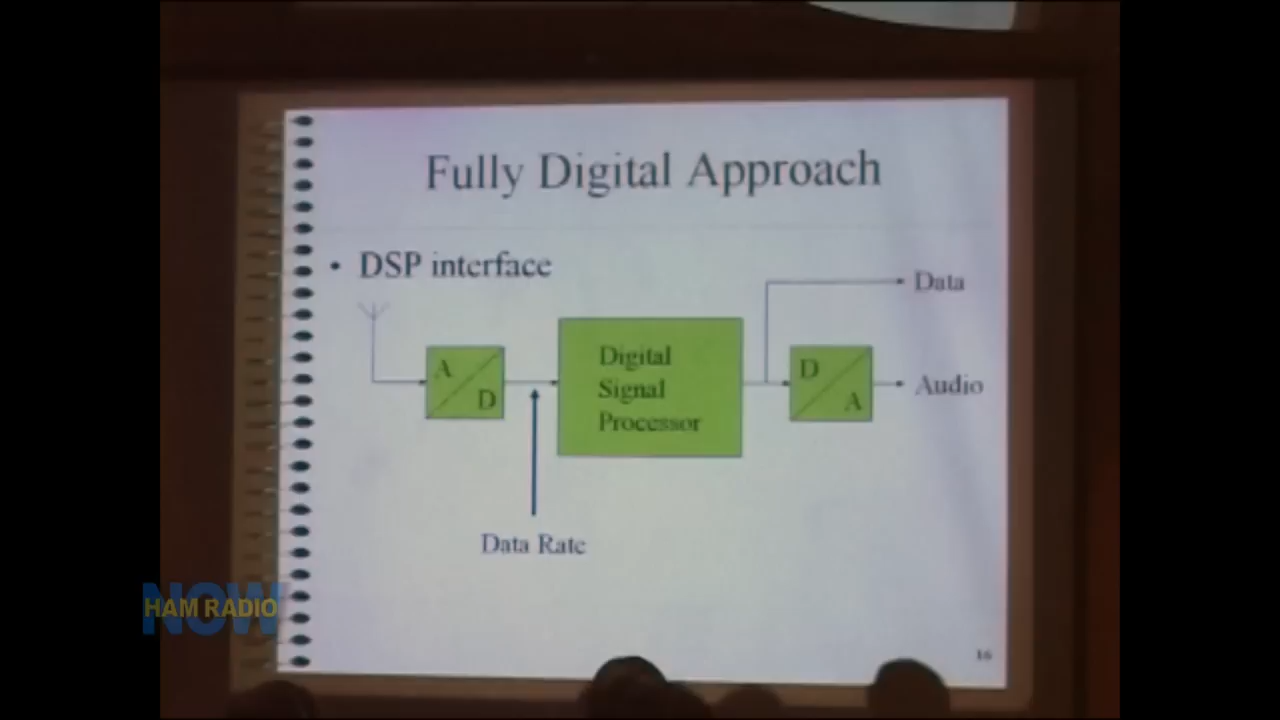 Fully Digital Approach
• DSP interface
Data
A
D
Digital
Signal
Processor
D
A
Audio
Data Rate
NOW
HAM RADIO
16